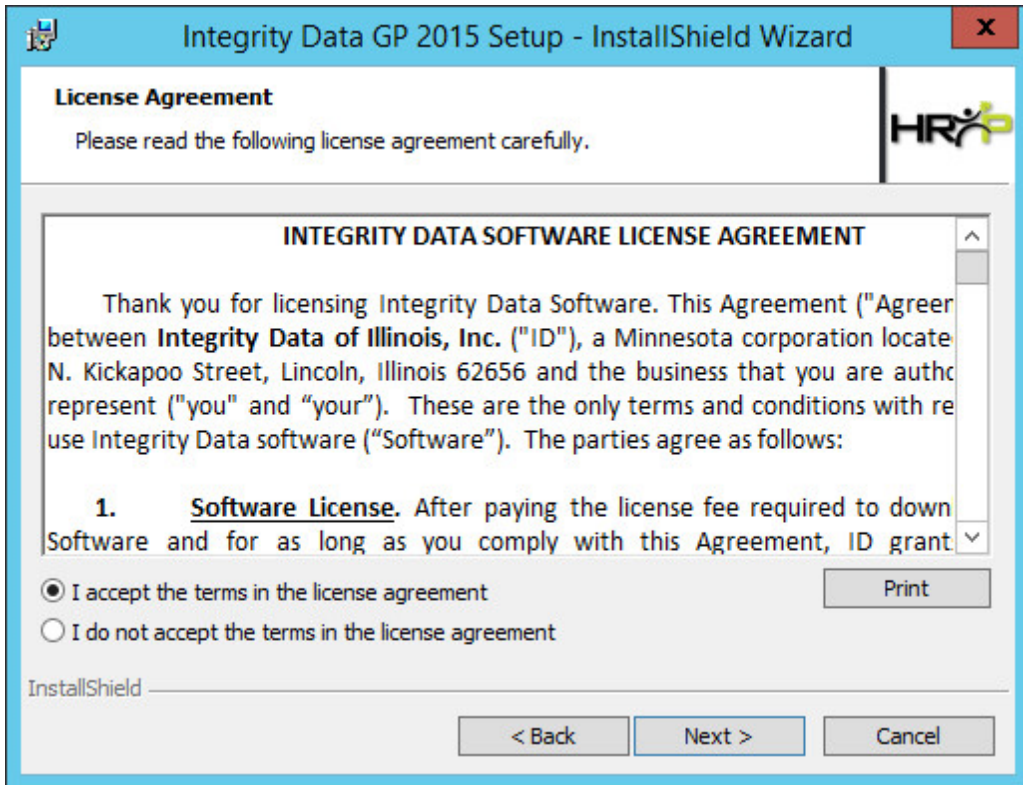 Integrity Data GP 2015 Setup - InstallShield Wizard
x
License Agreement
Please read the following license agreement carefully.
HRP
INTEGRITY DATA SOFTWARE LICENSE AGREEMENT
Thank you for licensing Integrity Data Software. This Agreement ("Agreer
between Integrity Data of Illinois, Inc. ("ID"), a Minnesota corporation locate
N. Kickapoo Street, Lincoln, Illinois 62656 and the business that you are autho
represent ("you" and “your”). These are the only terms and conditions with re
use Integrity Data software (“Software”). The parties agree as follows:
1. Software License. After paying the license fee required to down
Software and for as long as you comply with this Agreement, ID grant
I accept the terms in the license agreement
Print
I do not accept the terms in the license agreement
InstallShield
< Back Next > Cancel